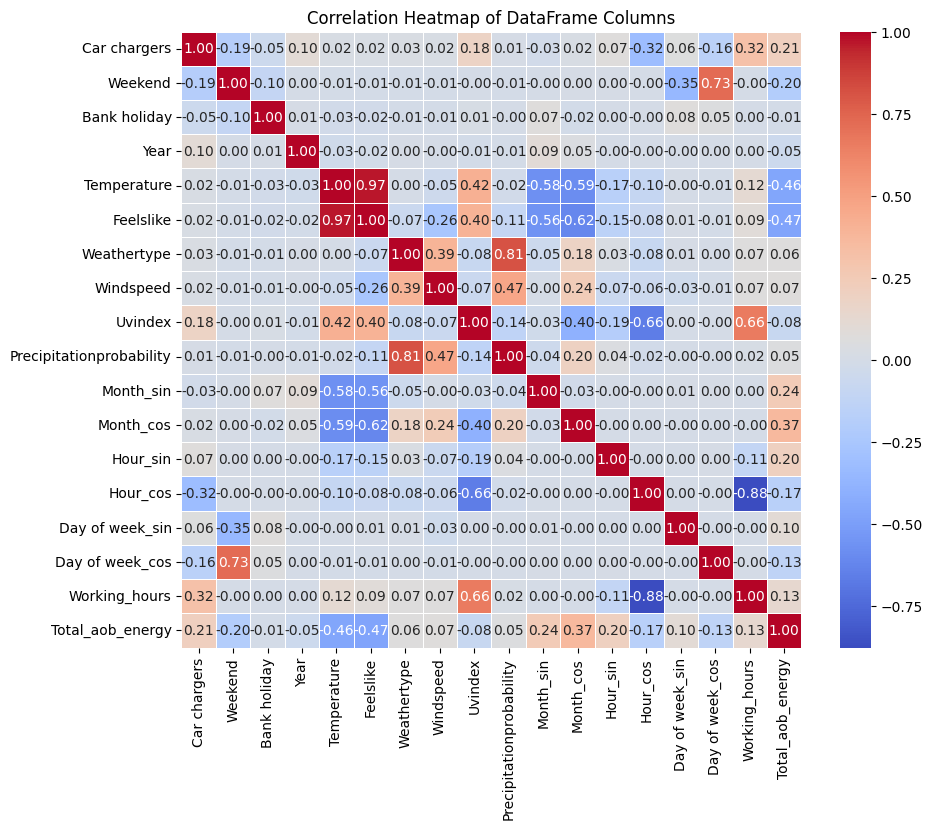 Correlation Heatmap of DataFrame Columns
Car chargers 1.00 -0.19 -0.05 0.10 0.02 0.02 0.03 0.02 0.18 0.01 -0.03 0.02 0.07 -0.32 0.06 -0.16 0.32 0.21
Weekend -0.19 1.00 -0.10 0.00 -0.01 -0.01 -0.01 -0.01 -0.00 -0.01 -0.00 0.00 0.00 -0.00 -0.35 0.73 -0.00 -0.20
Bank holiday -0.05 -0.10 1.00 0.01 -0.03 -0.02 -0.01 -0.01 0.01 -0.00 0.07 -0.02 0.00 -0.00 0.08 0.05 0.00 -0.01
Year 0.10 0.00 0.01 1.00 -0.03 -0.02 0.00 -0.00 -0.01 -0.01 0.09 0.05 0.00 -0.00 -0.00 0.00 0.00 -0.05
Temperature 0.02 -0.01 -0.03 -0.03 1.00 0.97 0.00 -0.05 0.42 -0.02 -0.58 -0.59 -0.17 -0.10 -0.00 -0.01 0.12 -0.46
Feelslike 0.02 -0.01 -0.02 -0.02 0.97 1.00 -0.07 -0.26 0.40 -0.11 -0.56 -0.62 -0.15 -0.08 0.01 -0.01 0.09 -0.47
Weathertype 0.03 -0.01 -0.01 0.00 0.00 -0.07 1.00 0.39 -0.08 0.81 -0.05 0.18 0.03 -0.08 0.01 0.00 0.07 0.06
Windspeed 0.02 -0.01 -0.01 -0.00 -0.05 -0.26 0.39 1.00 -0.07 0.47 -0.00 0.24 -0.07 -0.06 -0.03 -0.01 0.07 0.07
Uvindex 0.18 -0.00 0.01 -0.01 0.42 0.40 -0.08 -0.07 1.00 -0.14 -0.03 -0.40 -0.19 -0.66 0.00 -0.00 0.66 -0.08
Precipitationprobability 0.01 -0.01 -0.00 -0.01 -0.02 -0.11 0.81 0.47 -0.14 1.00 -0.04 0.20 0.04 -0.02 -0.00 -0.00 0.02 0.05
Month_sin -0.03 -0.00 0.07 0.09 -0.58 -0.56 -0.05 -0.00 -0.03 -0.04 1.00 -0.03 -0.00 -0.00 0.01 0.00 0.00 0.24
Month_cos 0.02 0.00 -0.02 0.05 -0.59 -0.62 0.18 0.24 -0.40 0.20 -0.03 1.00 -0.00 0.00 -0.00 0.00 -0.00 0.37
Hour_sin 0.07 0.00 0.00 0.00 -0.17 -0.15 0.03 -0.07 -0.19 0.04 -0.00 -0.00 1.00 -0.00 0.00 0.00 -0.11 0.20
Hour_cos -0.32 -0.00 -0.00 -0.00 -0.10 -0.08 -0.08 -0.06 -0.66 -0.02 -0.00 0.00 -0.00 1.00 0.00 -0.00 -0.88 -0.17
Day of week_sin 0.06 -0.35 0.08 -0.00 -0.00 0.01 0.01 -0.03 0.00 -0.00 0.01 -0.00 0.00 0.00 1.00 -0.00 -0.00 0.10
Day of week_cos -0.16 0.73 0.05 0.00 -0.01 -0.01 0.00 -0.01 -0.00 -0.00 0.00 0.00 0.00 -0.00 -0.00 1.00 -0.00 -0.13
Working_hours 0.32 -0.00 0.00 0.00 0.12 0.09 0.07 0.07 0.66 0.02 0.00 -0.00 -0.11 -0.88 -0.00 -0.00 1.00 0.13
Total_aob_energy 0.21 -0.20 -0.01 -0.05 -0.46 -0.47 0.06 0.07 -0.08 0.05 0.24 0.37 0.20 -0.17 0.10 -0.13 0.13 1.00
Car chargers
Weekend
Bank holiday
Year
Temperature
Feelslike
Weathertype
Windspeed
Uvindex
Precipitationprobability
Month_sin
Month_cos
Hour_sin
Hour_cos
Day of week_sin
Day of week_cos
Working_hours
Total_aob_energy
1.00
0.75
0.50
0.25
0.00
−0.25
−0.50
−0.75